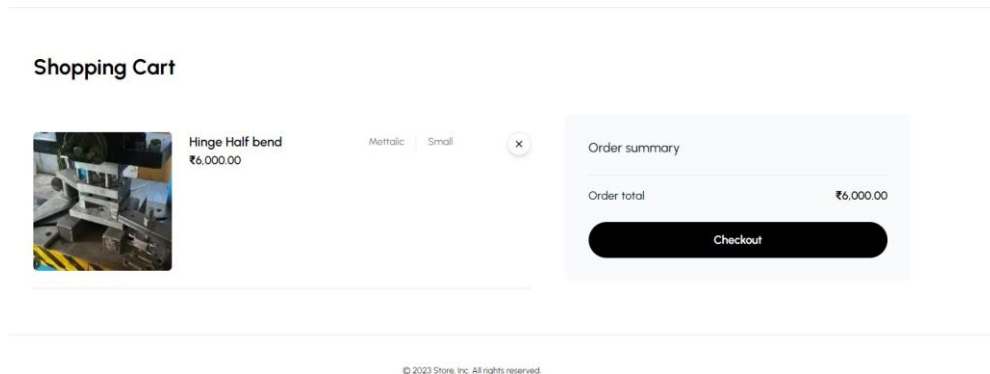 Shopping Cart
Hinge Half bend
Mettalic
Small
₹6,000.00
Order summary
Order total
₹6,000.00
Checkout
© 2023 Store, Inc. All rights reserved.